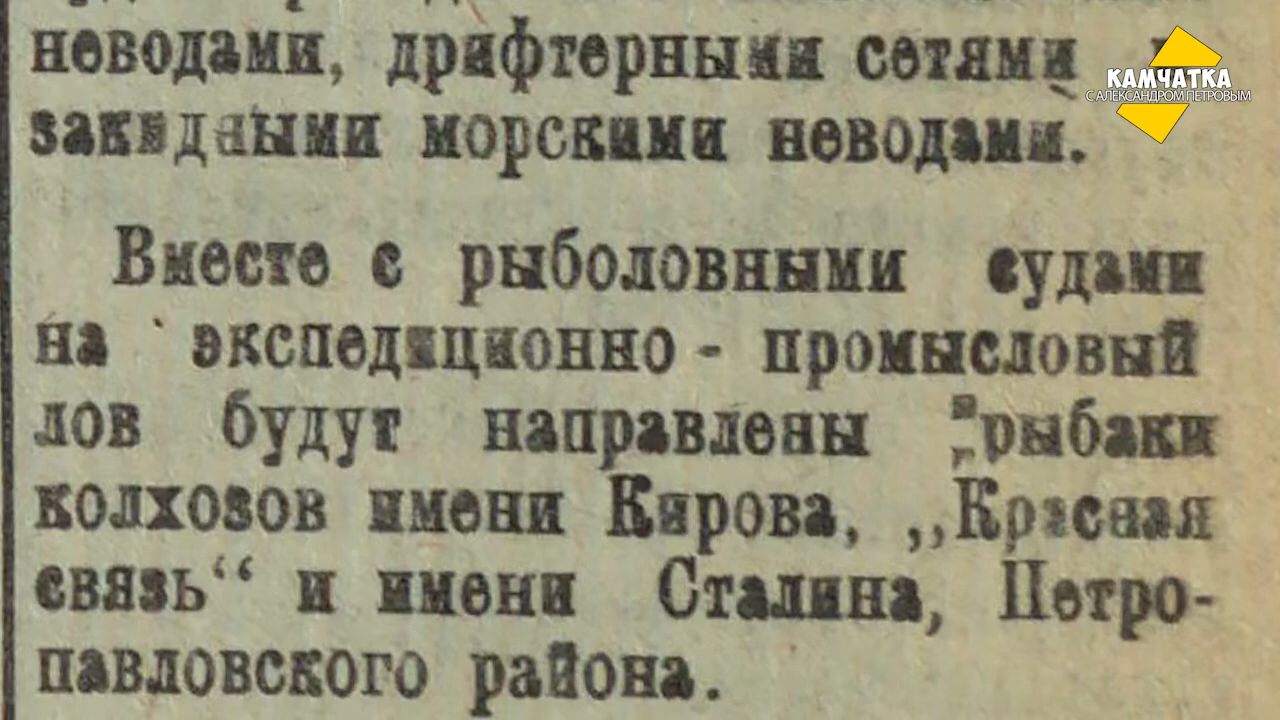 неводами, дрифтерными сетями
закидными морскими неводами.
Вместе с рыболовными судами
на экспедиционно - промысловый
лов будут направлены рыбаки
колхозов имени Кирова, „Красная
связь“ и имени Сталина, Петро-
павловского района.
КАМЧАТКА
С АЛЕКСАНДРОМ ПЕТРОВЫМ